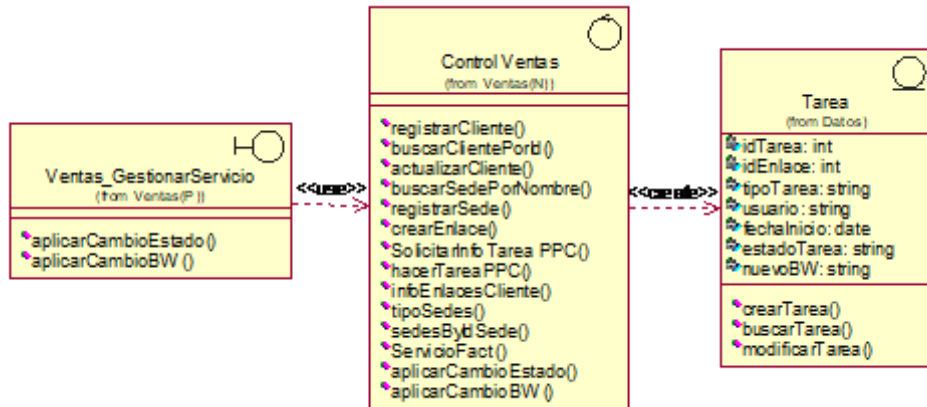 Ventas_GestionarServicio
(from Ventas(P))
aplicarCambioEstado()
aplicarCambioBW()
<<use>>
Control Ventas
(from Ventas(N))
registrarCliente()
buscarClientePorId()
actualizarCliente()
buscarSedePorNombre()
registrarSede()
crearEnlace()
SolicitarInfo Tarea PPC()
hacerTareaPPC()
infoEnlacesCliente()
tipoSedes()
sedesByIdSede()
ServicioFact()
aplicarCambioEstado()
aplicarCambioBW()
<<create>>
Tarea
(from Datos)
idTarea: int
idEnlace: int
tipoTarea: string
usuario: string
fechaInicio: date
estadoTarea: string
nuevoBW: string
crearTarea()
buscarTarea()
modificarTarea()